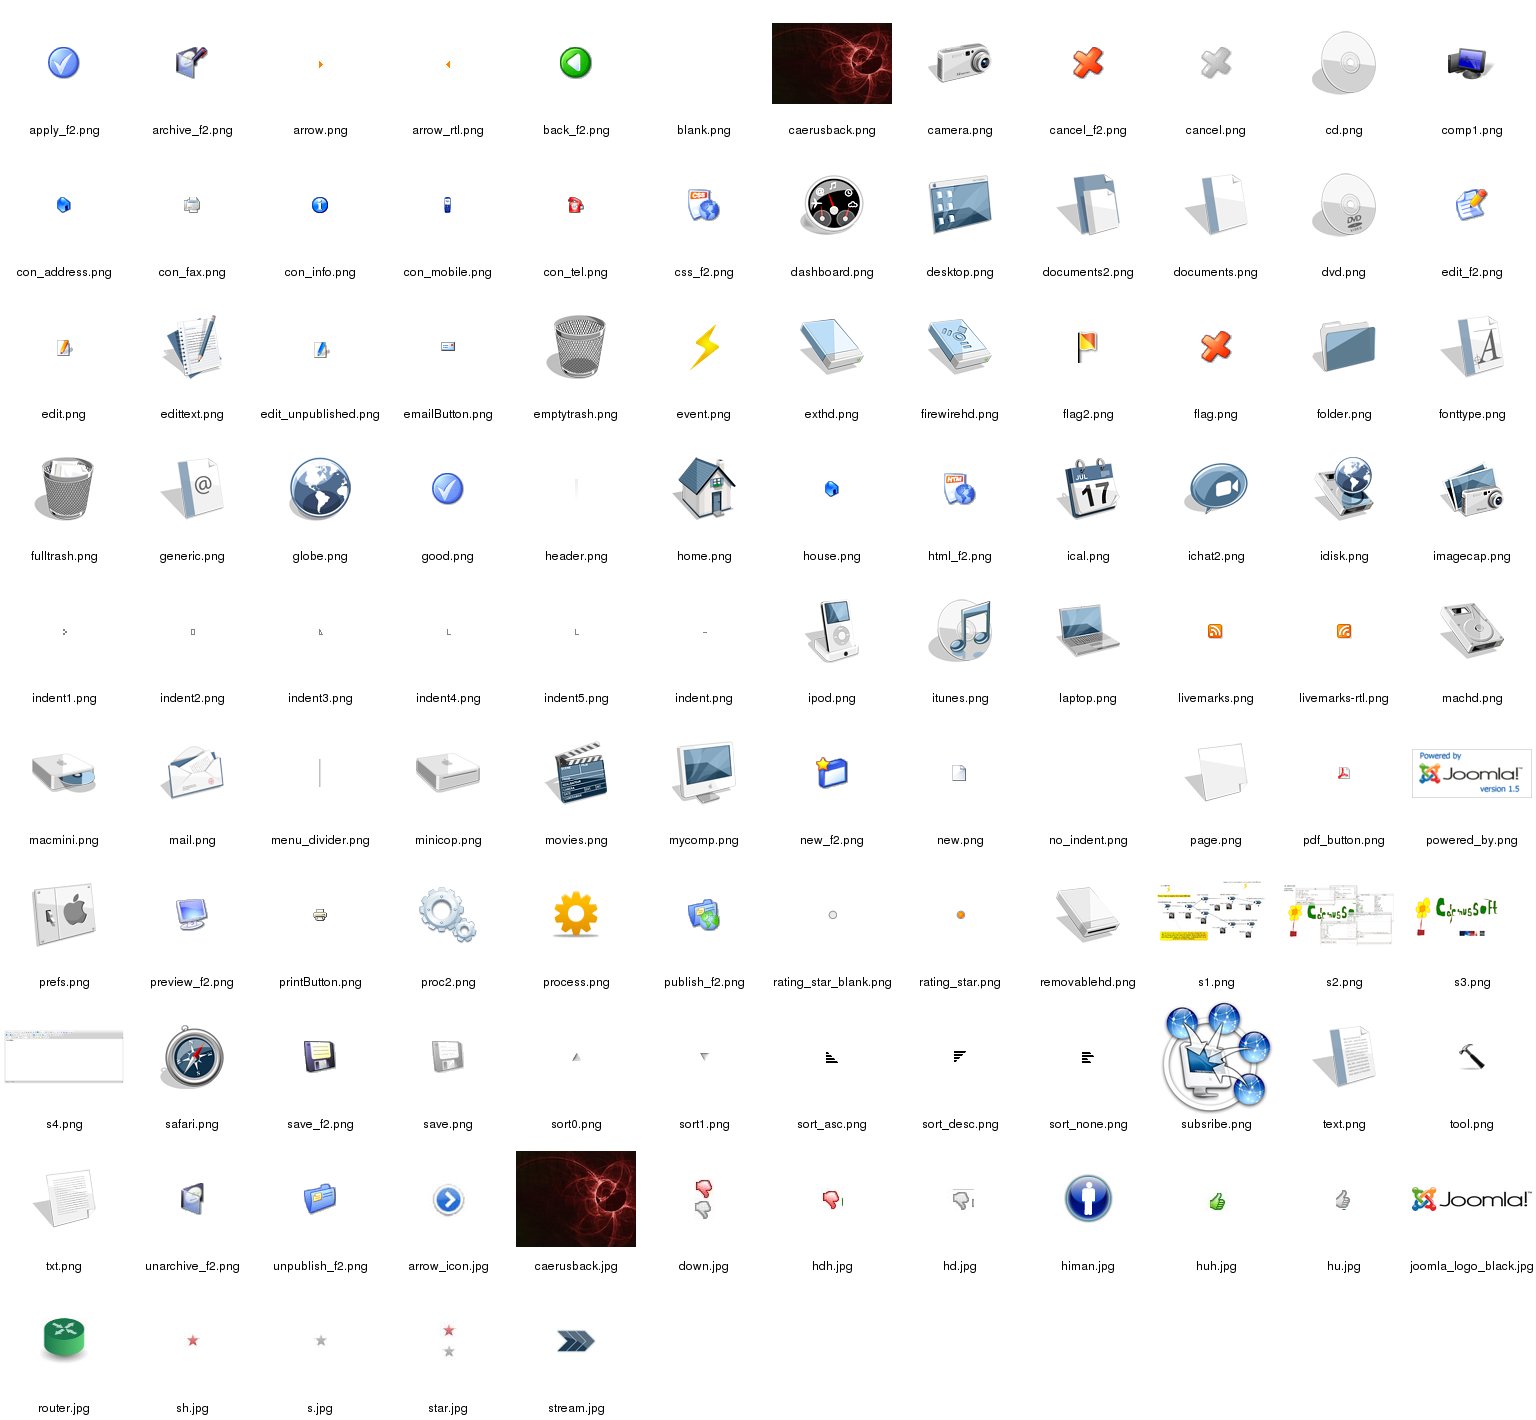 apply_f2.png archive_f2.png arrow.png arrow_rtl.png back_f2.png blank.png caerusback.png camera.png cancel_f2.png cancel.png cd.png comp1.png
CSS
DVD
VIDEO
con_address.png con_fax.png con_info.png con_mobile.png con_tel.png css_f2.png dashboard.png desktop.png documents2.png documents.png dvd.png edit_f2.png
A
edit.png edittext.png edit_unpublished.png emailButton.png emptytrash.png event.png exthd.png firewirehd.png flag2.png flag.png folder.png fonttype.png
@
HTM
JUL
17
fulltrash.png generic.png globe.png good.png header.png home.png house.png html_f2.png ical.png ichat2.png idisk.png imagecap.png
indent1.png indent2.png indent3.png indent4.png indent5.png indent.png ipod.png itunes.png laptop.png livemarks.png livemarks-rtl.png machd.png
Powered by
Joomla!
version 1.5
macmini.png mail.png menu_divider.png minicop.png movies.png mycomp.png new_f2.png new.png no_indent.png page.png pdf_button.png powered_by.png
CaerusSoft
prefs.png preview_f2.png printButton.png proc2.png process.png publish_f2.png rating_star_blank.png rating_star.png removablehd.png s1.png s2.png s3.png
s4.png safari.png save_f2.png save.png sort0.png sort1.png sort_asc.png sort_desc.png sort_none.png subsribe.png text.png tool.png
Joomla!
txt.png unarchive_f2.png unpublish_f2.png arrow_icon.jpg caerusback.jpg down.jpg hdh.jpg hd.jpg himan.jpg huh.jpg hu.jpg joomla_logo_black.jpg
router.jpg sh.jpg s.jpg star.jpg stream.jpg